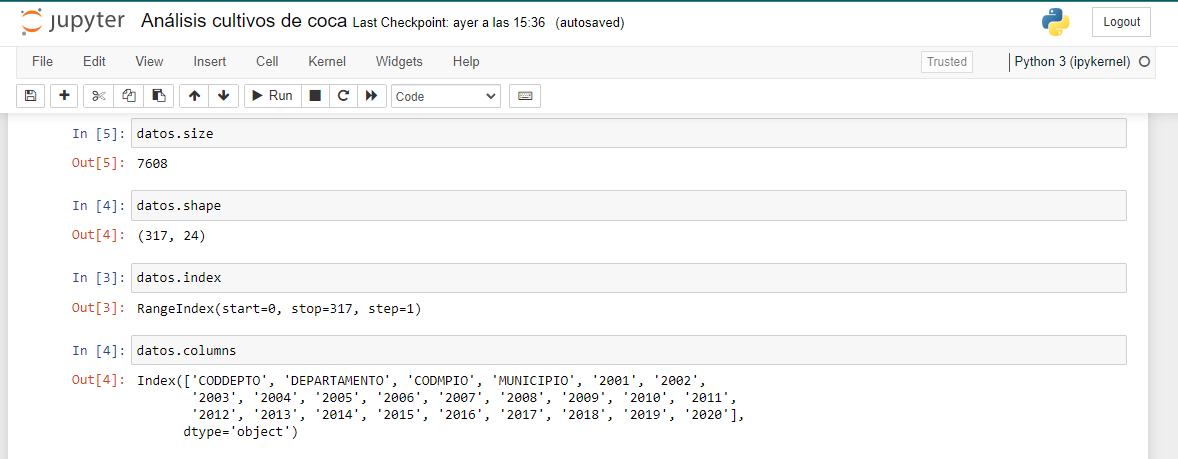 jupyter Análisis cultivos de coca Last Checkpoint: ayer a las 15:36 (autosaved) Logout
File Edit View Insert Cell Kernel Widgets Help Trusted Python 3 (ipykernel)
Run Code
In [5]: datos.size
Out[5]: 7608
In [4]: datos.shape
Out[4]: (317, 24)
In [3]: datos.index
Out[3]: RangeIndex(start=0, stop=317, step=1)
In [4]: datos.columns
Out[4]: Index(['CODDEPTO', 'DEPARTAMENTO', 'CODMPIO', 'MUNICIPIO', '2001', '2002',
'2003', '2004', '2005', '2006', '2007', '2008', '2009', '2010', '2011',
'2012', '2013', '2014', '2015', '2016', '2017', '2018', '2019', '2020'],
dtype='object')